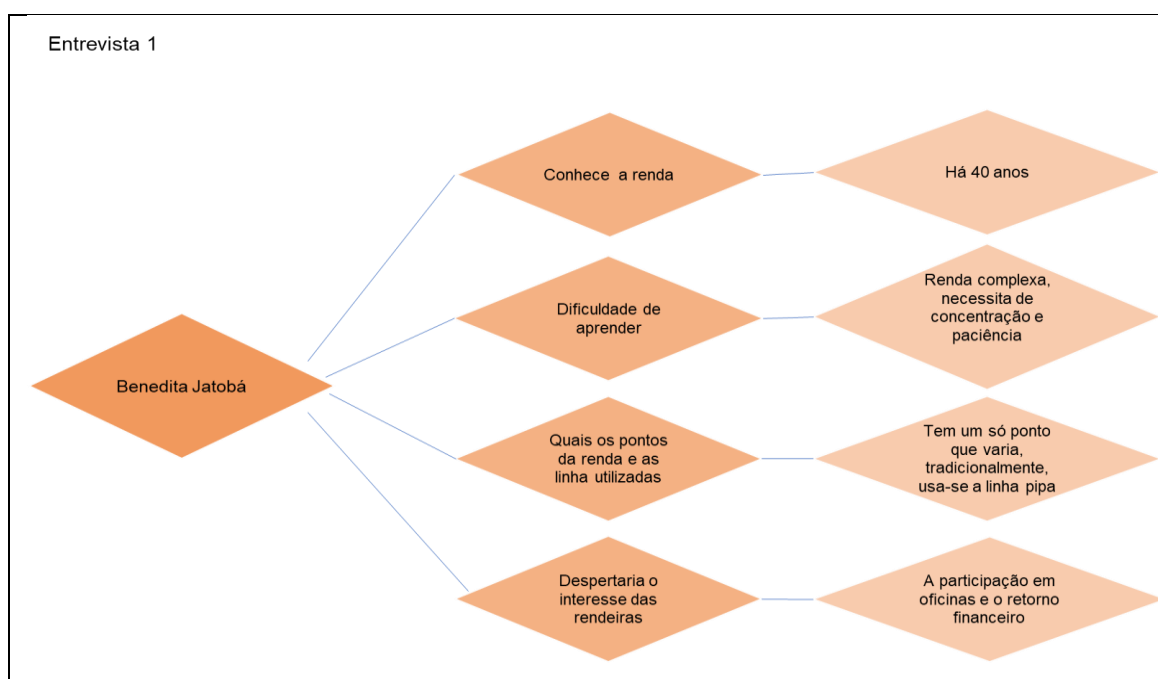 Entrevista 1
Conhece a renda
Há 40 anos
Dificuldade de
aprender
Renda complexa,
necessita de
concentração e
paciência
Benedita Jatobá
Quais os pontos
da renda e as
linha utilizadas
Tem um só ponto
que varia,
tradicionalmente,
usa-se a linha pipa
Despertaria o
interesse das
rendeiras
A participação em
oficinas e o retorno
financeiro